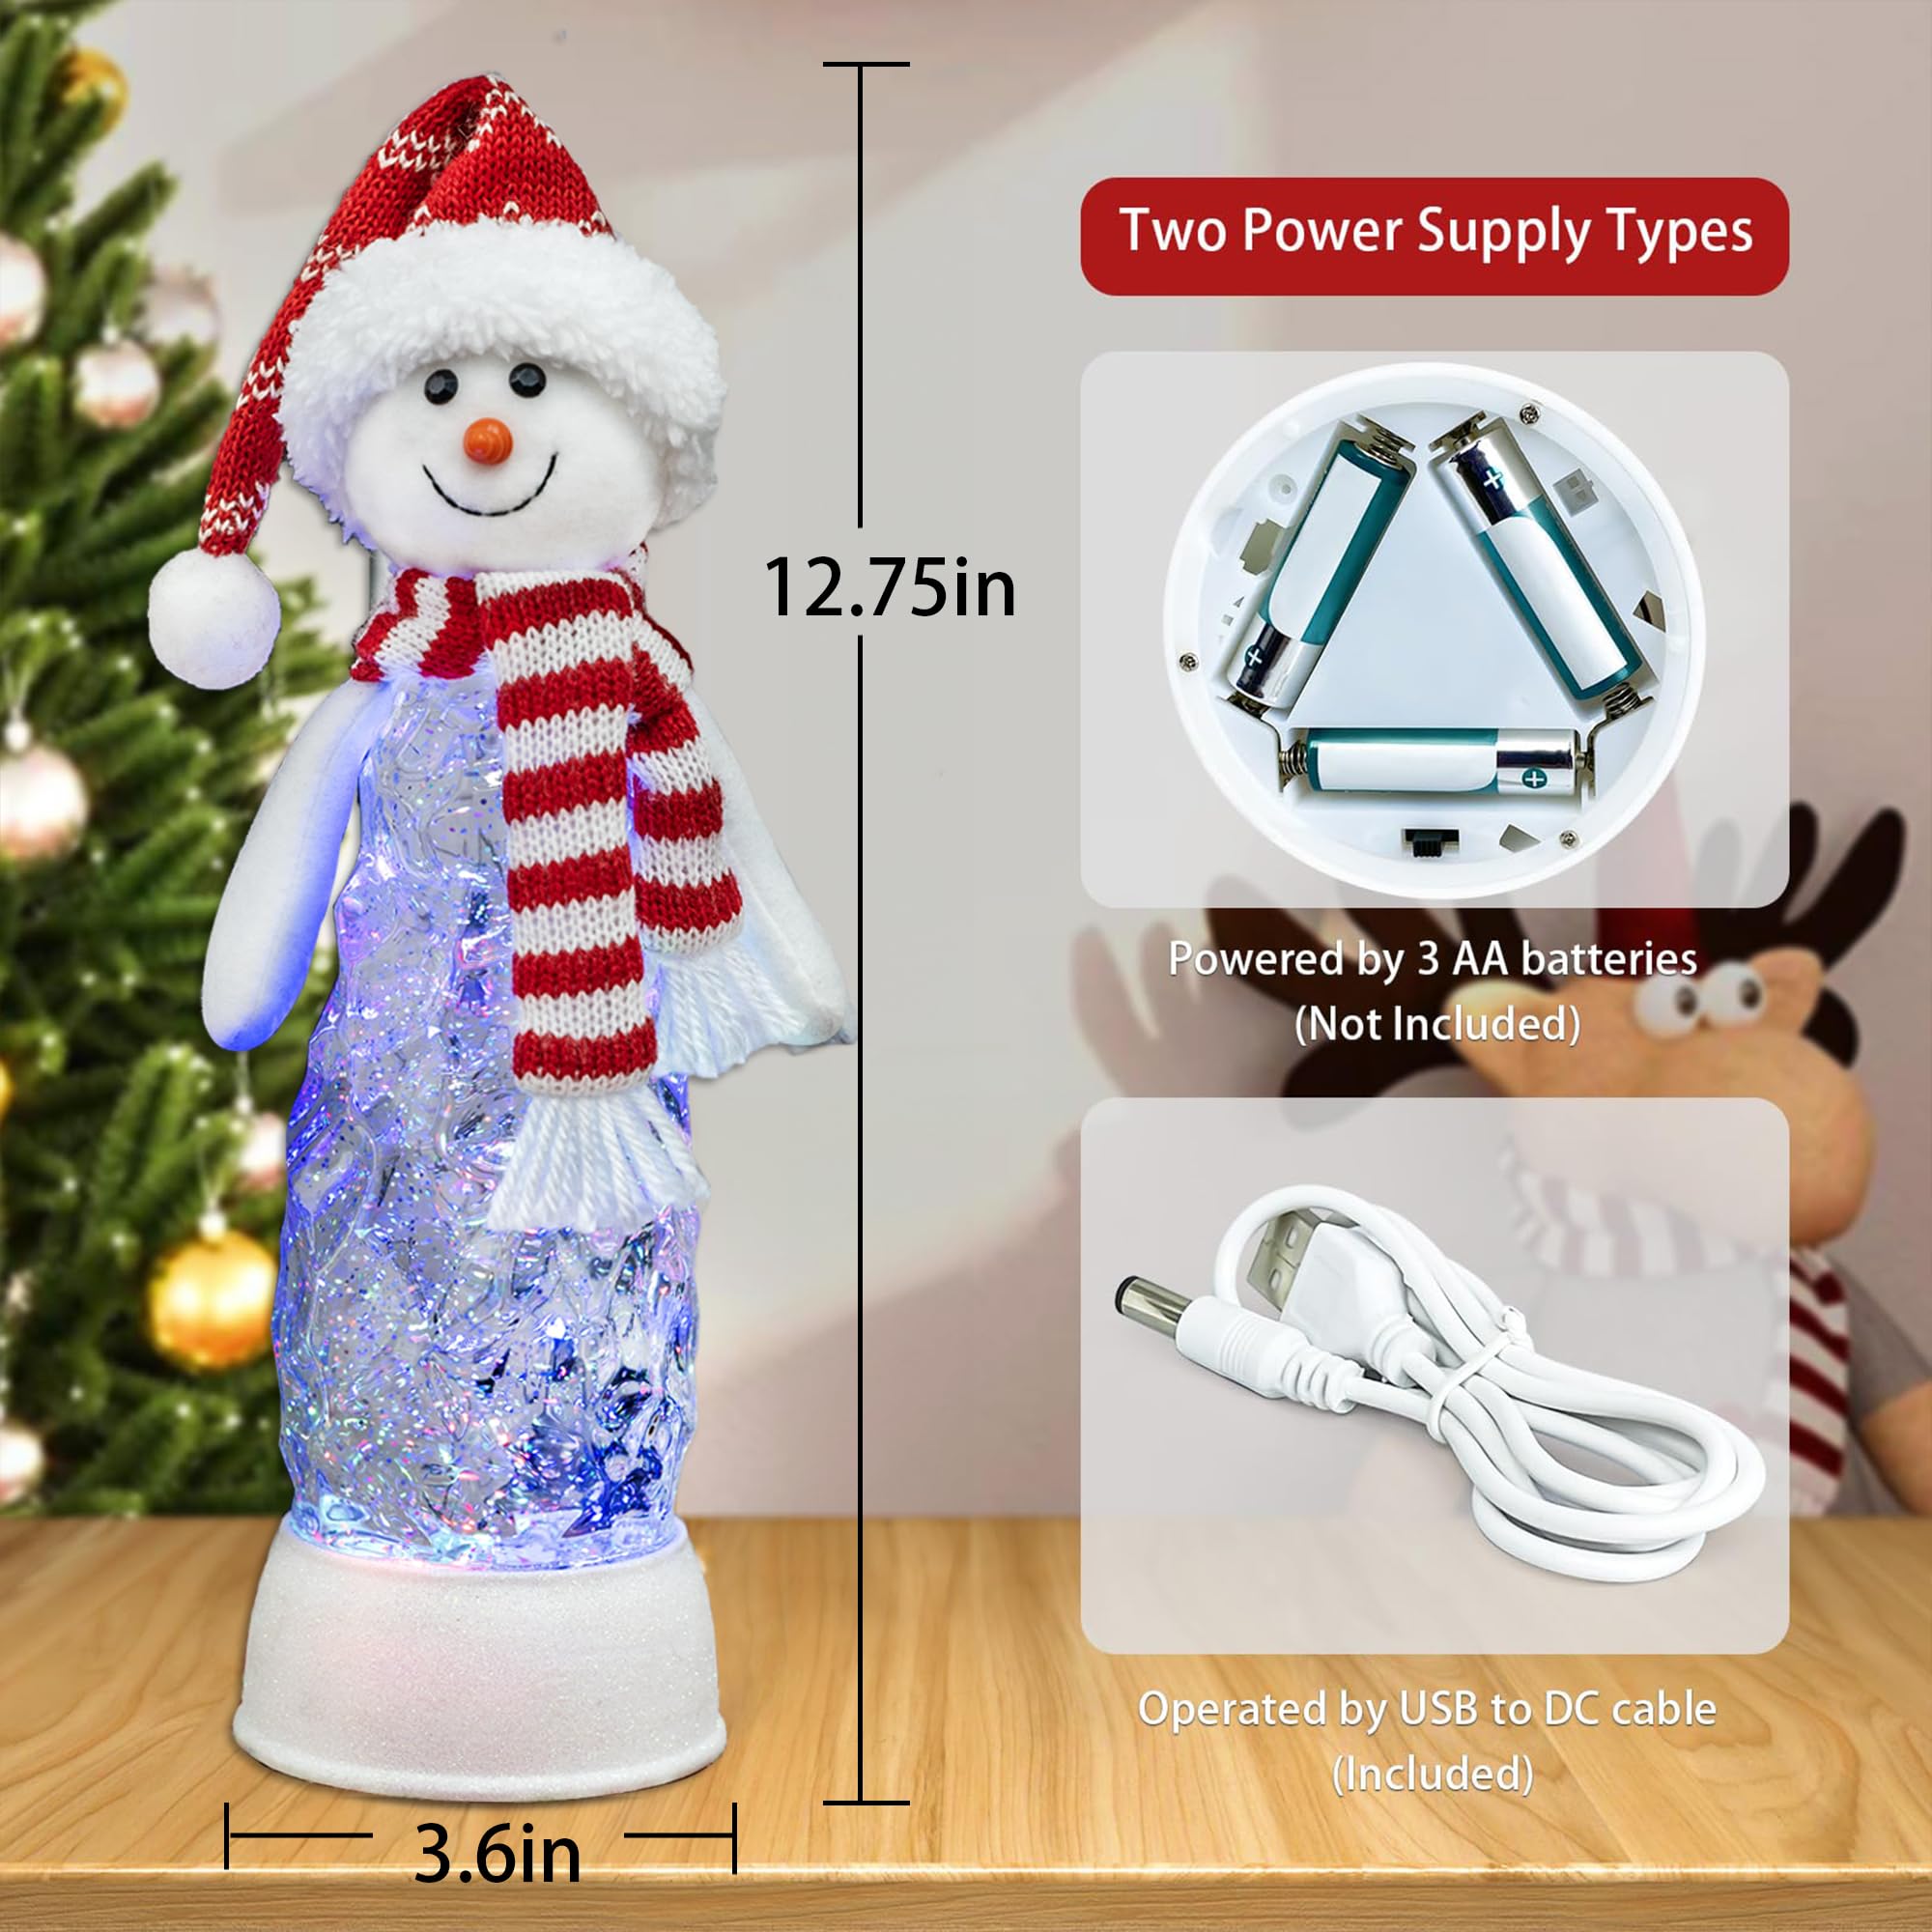 Two Power Supply Types
12.75in
Powered by 3 AA batteries
(Not Included)
Operated by USB to DC cable
(Included)
3.6in